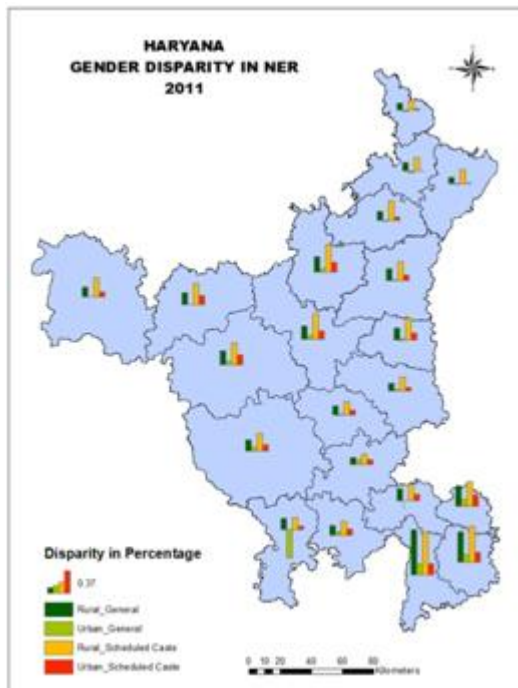 HARYANA
GENDER DISPARITY IN NER
2011
Disparity in Percentage
0.37
Rural_General
Urban_General
Rural_Scheduled Caste
Urban_Scheduled Caste
0 10 20 40 60 80
Kilometers